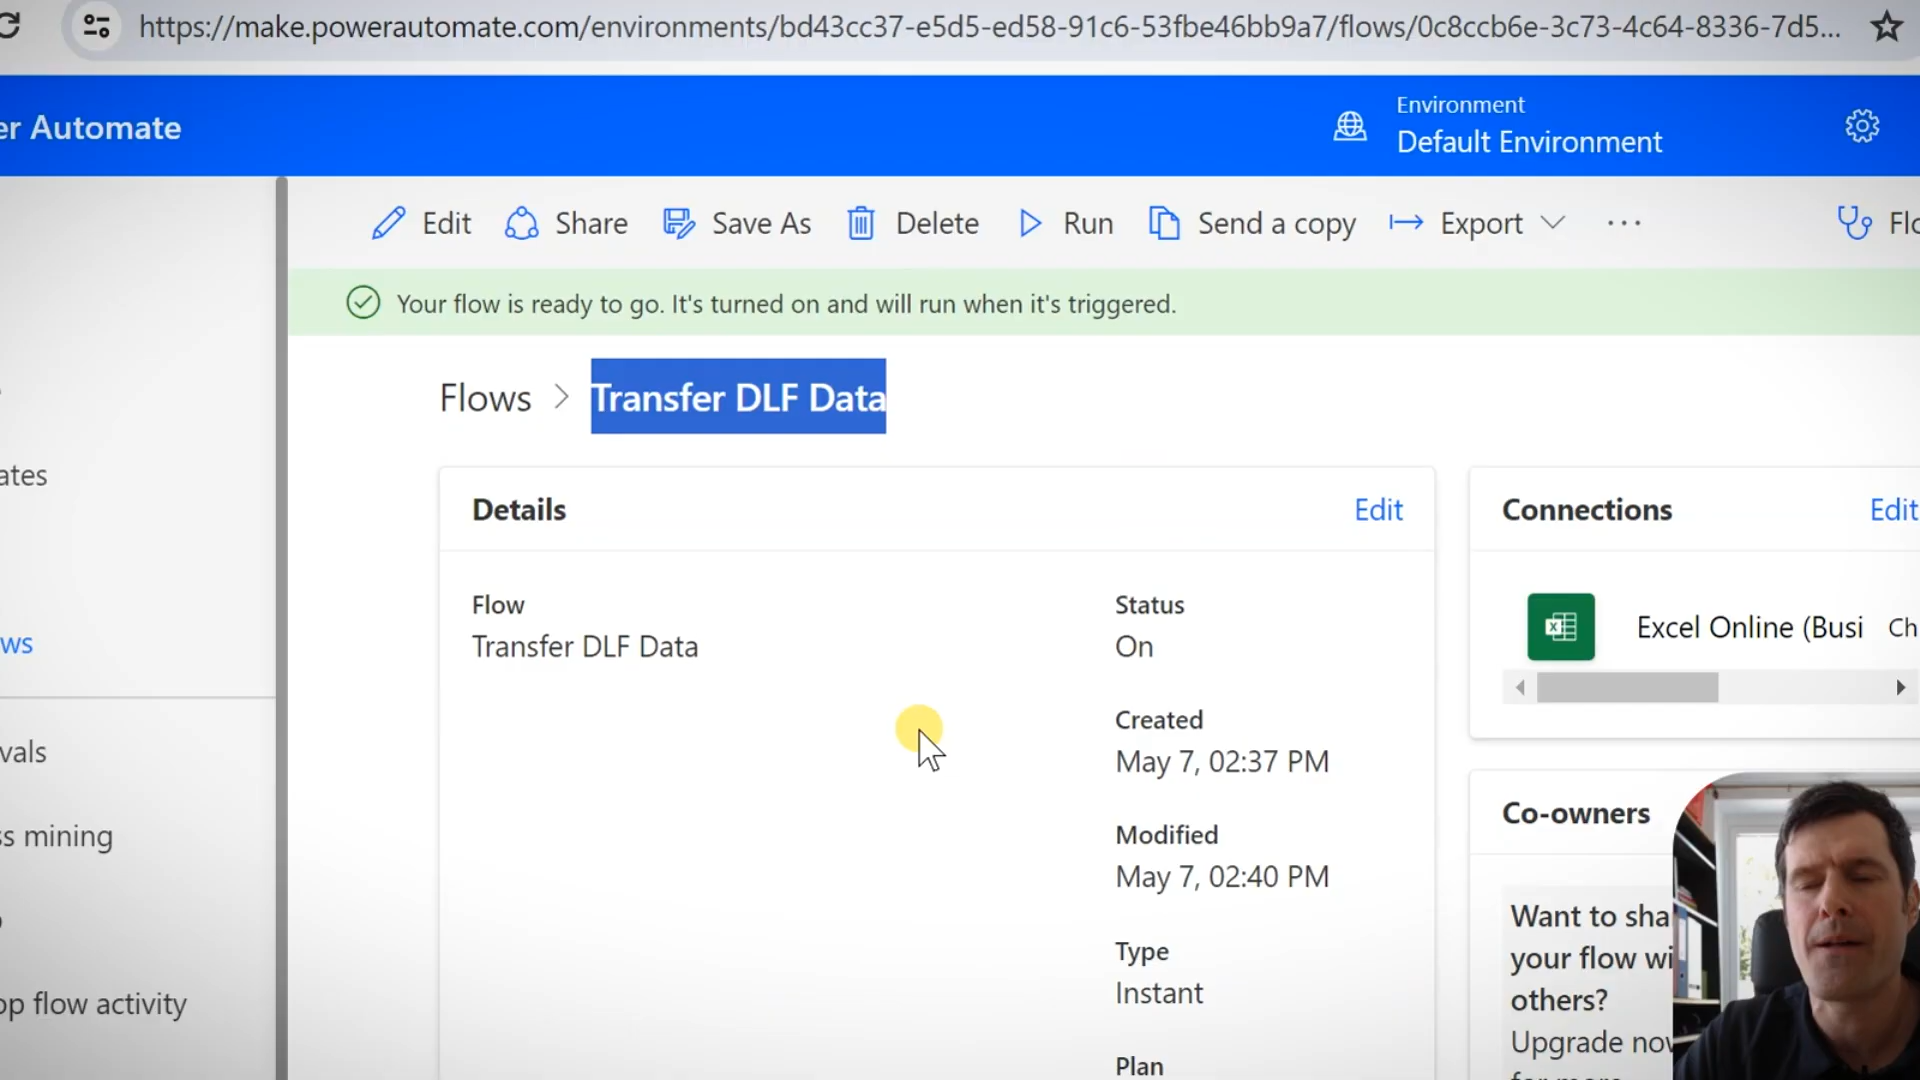 https://make.powerautomate.com/environments/bd43cc37-e5d5-ed58-91c6-53fbe46bb9a7/flows/0c8ccb6e-3c73-4c64-8336-7d5...
er Automate
Environment
Default Environment
Edit
Share
Save As
Delete
Run
Send a copy
Export
···
Flo
Your flow is ready to go. It's turned on and will run when it's triggered.
Flows > Transfer DLF Data
ates
ws
vals
ss mining
op flow activity
Details
Edit
Flow
Transfer DLF Data
Status
On
Created
May 7, 02:37 PM
Modified
May 7, 02:40 PM
Type
Instant
Plan
Connections
Edit
Excel Online (Busi
Ch
Co-owners
Want to sha
your flow wi
others?
Upgrade now
for more